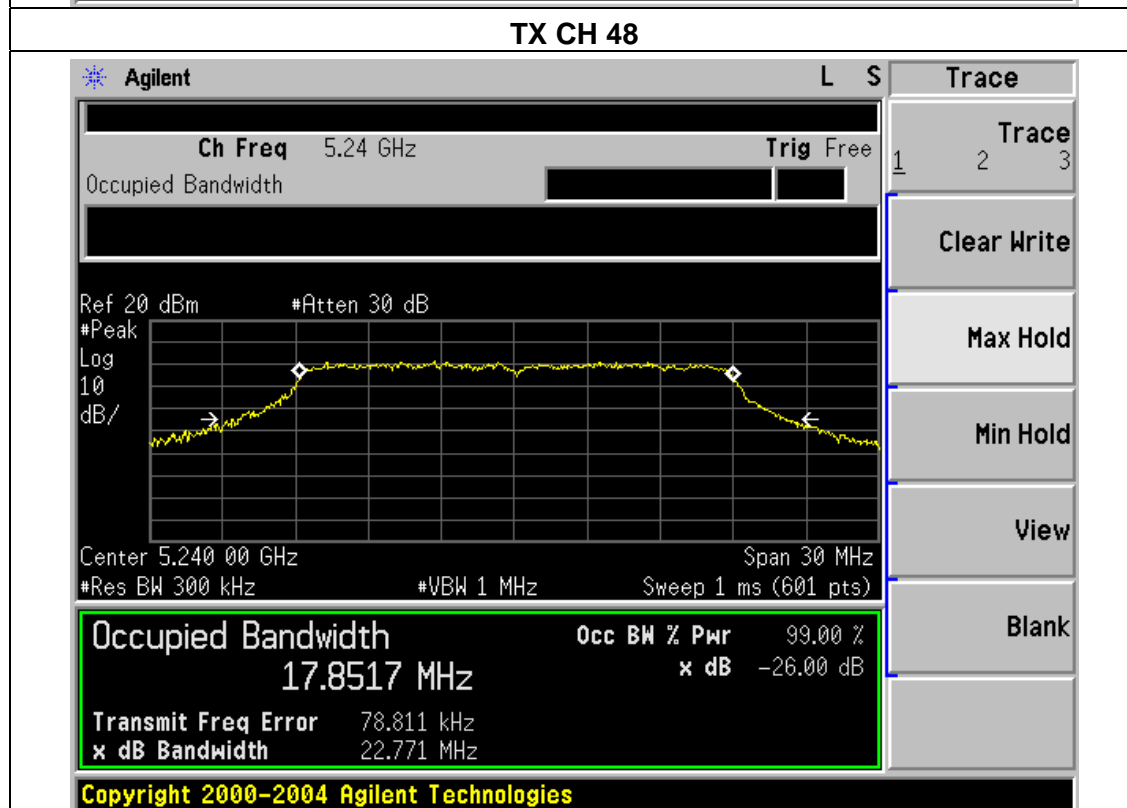 TX CH 48
Agilent L S Trace
Ch Freq 5.24 GHz Trig Free
Trace
1 2 3
Occupied Bandwidth
Clear Write
Ref 20 dBm #Atten 30 dB
#Peak
Log
10
dB/
Max Hold
Min Hold
View
Center 5.240 00 GHz Span 30 MHz
#Res BW 300 kHz #VBW 1 MHz Sweep 1 ms (601 pts)
Blank
Occupied Bandwidth Occ BW % Pwr 99.00 %
17.8517 MHz x dB -26.00 dB
Transmit Freq Error 78.811 kHz
x dB Bandwidth 22.771 MHz
Copyright 2000-2004 Agilent Technologies